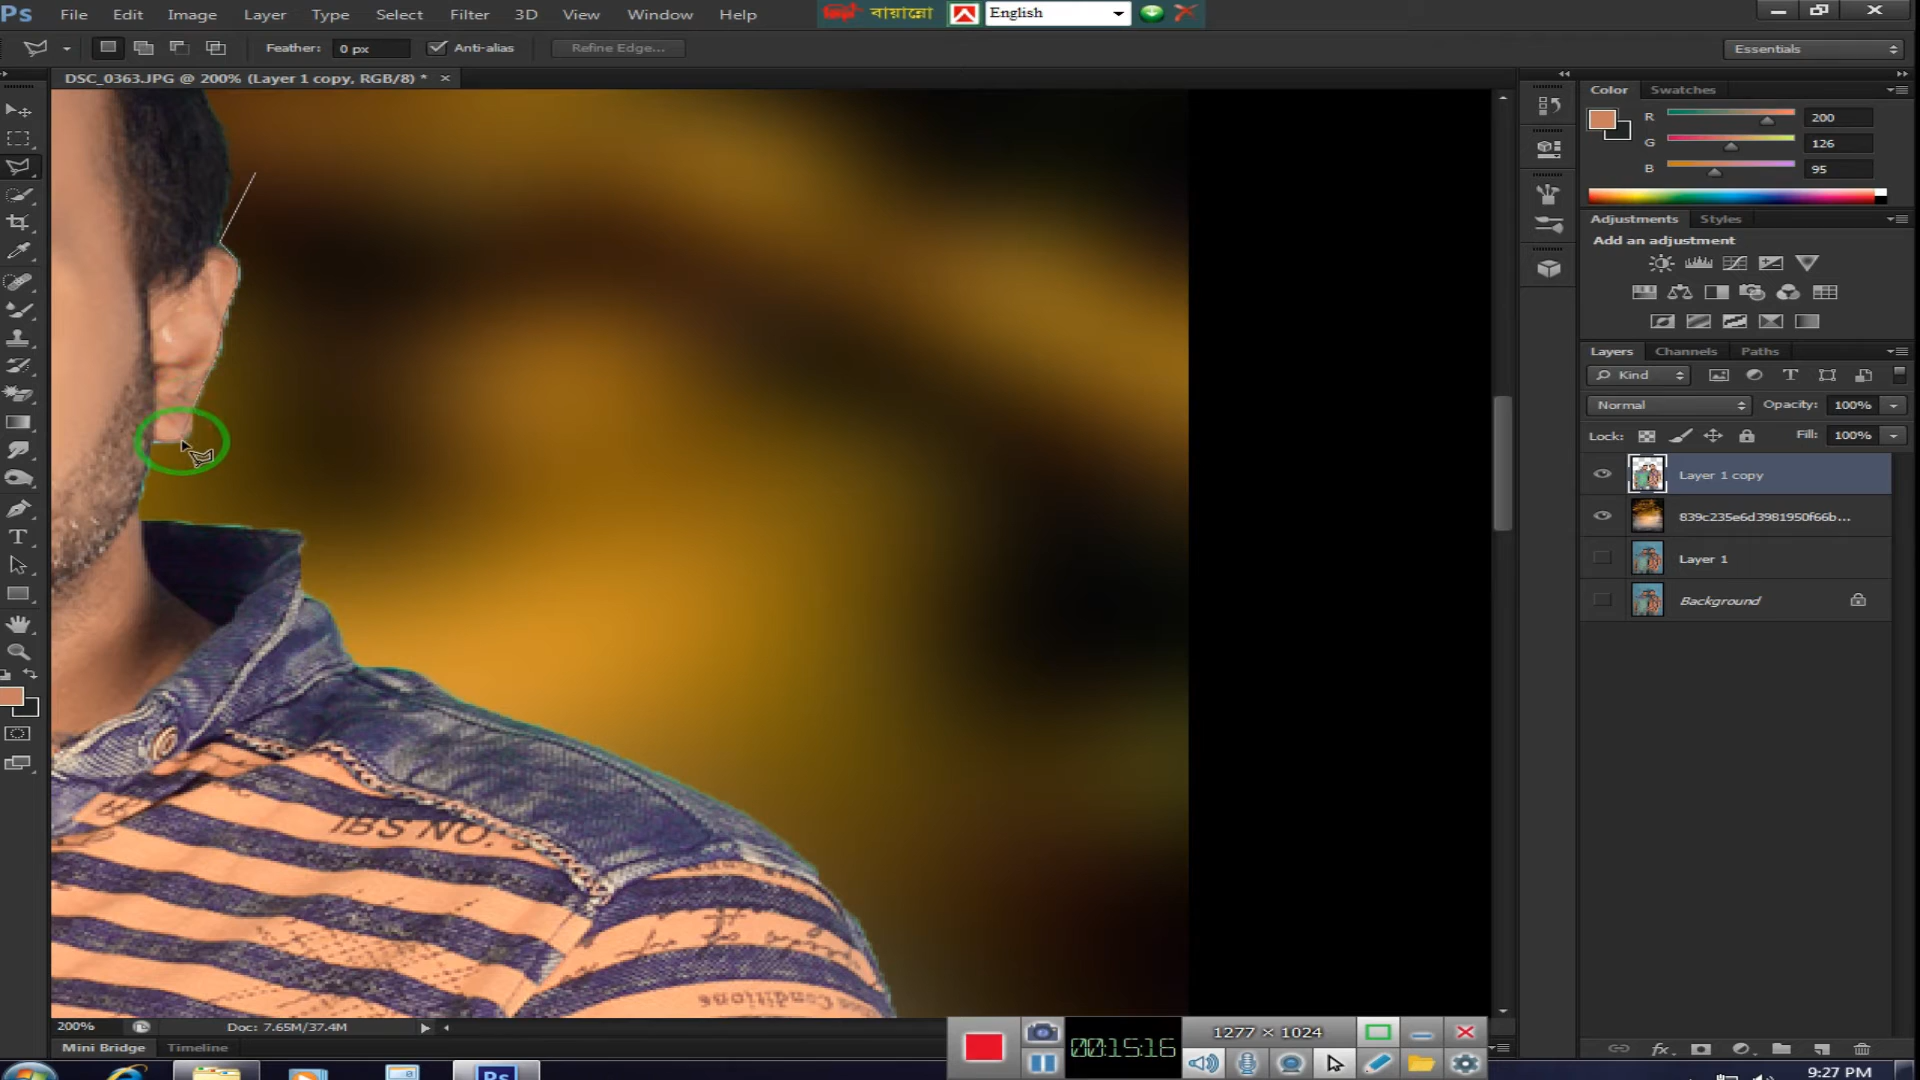 Ps File Edit Image Layer Type Select Filter 3D View Window Help
বায়ান্নো English
Feather: 0 px Anti-alias Refine Edge... Essentials
DSC_0363.JPG @ 200% (Layer 1 copy, RGB/8) *
Color Swatches
R 200
G 126
B 95
Adjustments Styles
Add an adjustment
Layers Channels Paths
Kind
Normal Opacity: 100%
Lock: Fill: 100%
Layer 1 copy
839c235e6d3981950f66b...
Layer 1
Background
IBS NO.
Conditions
200% Doc: 7.65M/37.4M
Mini Bridge Timeline
00:15:16
1277 × 1024
Ps
9:27 PM